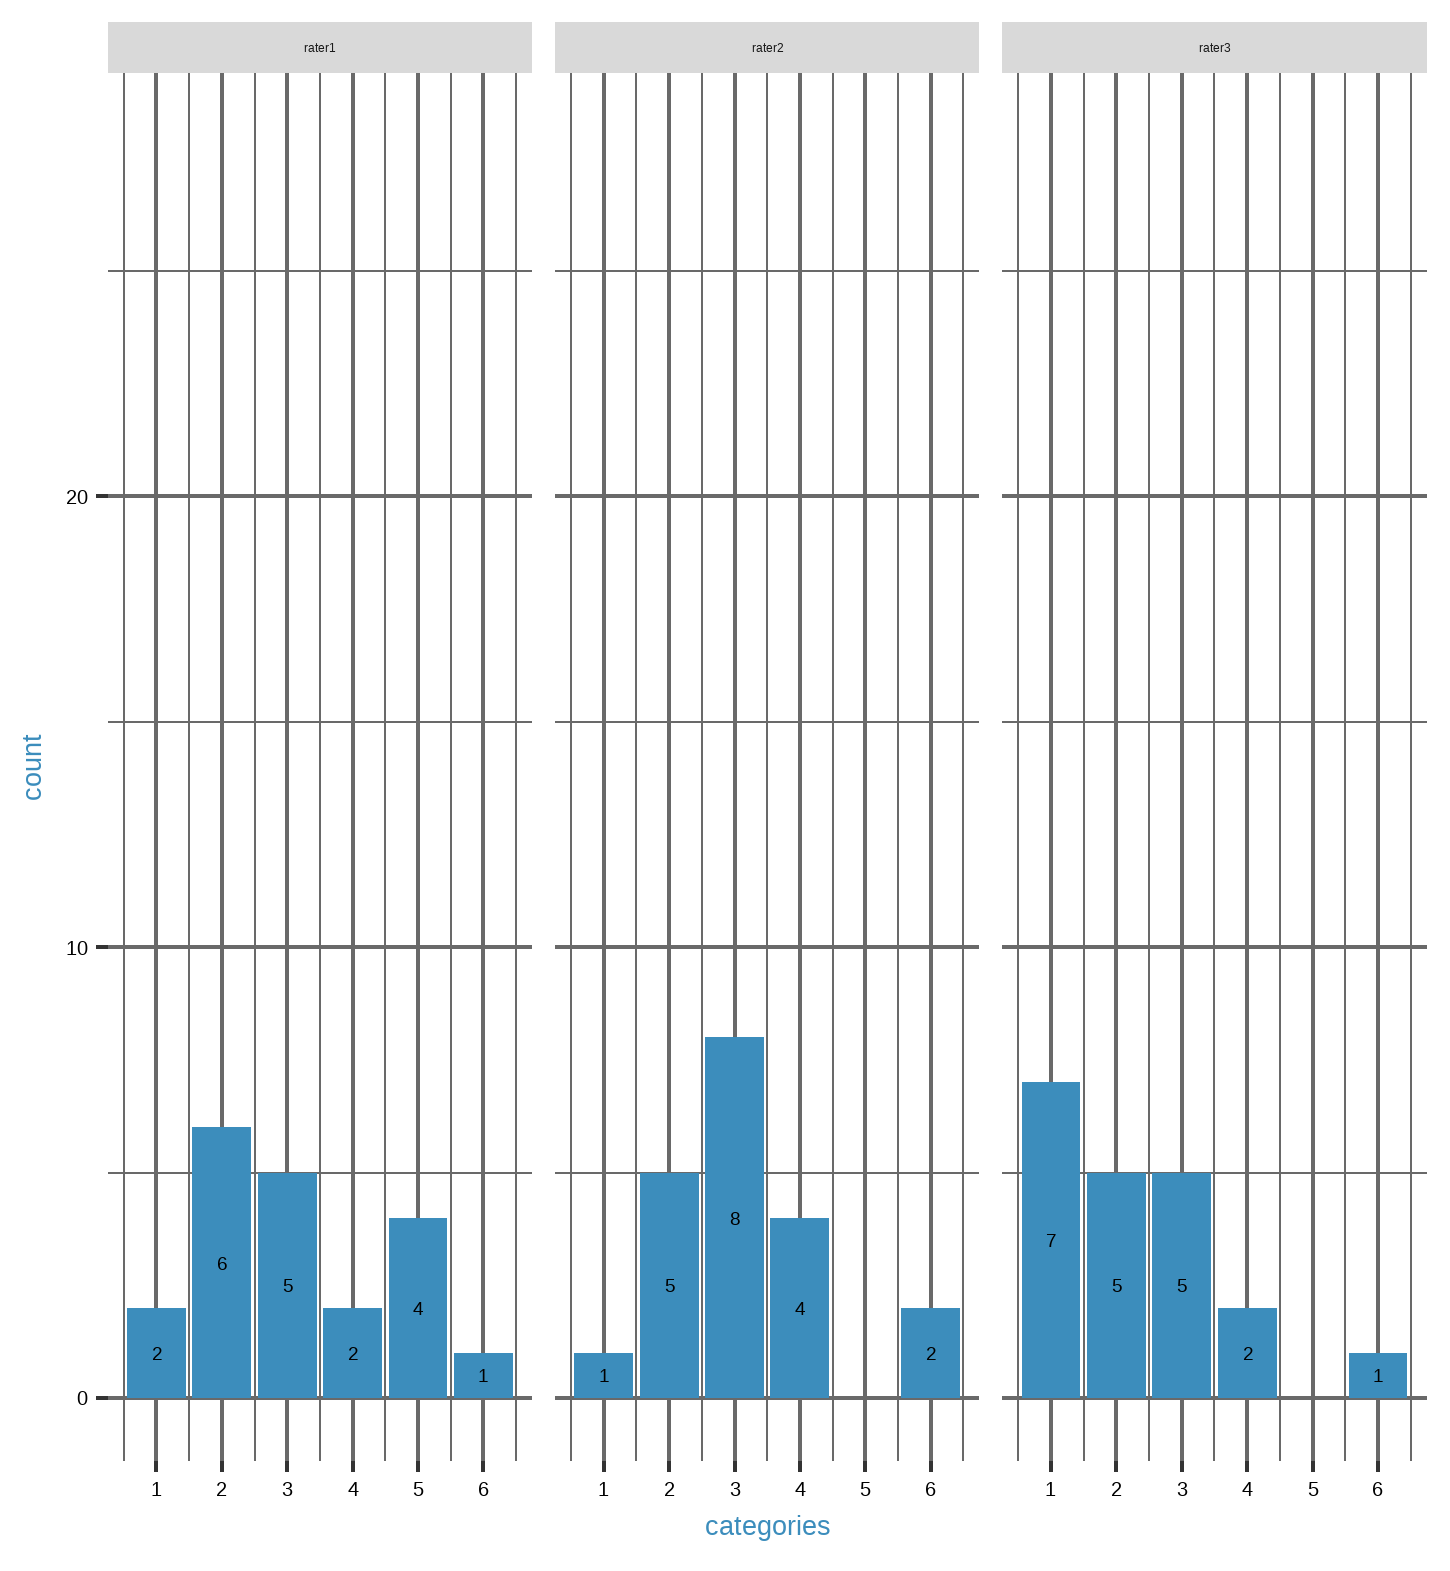 rater1 rater2 rater3
20
10
0
count
2 6 5 2 4 1
1 5 8 4 2
7 5 5 2 1
1 2 3 4 5 6 1 2 3 4 5 6 1 2 3 4 5 6
categories